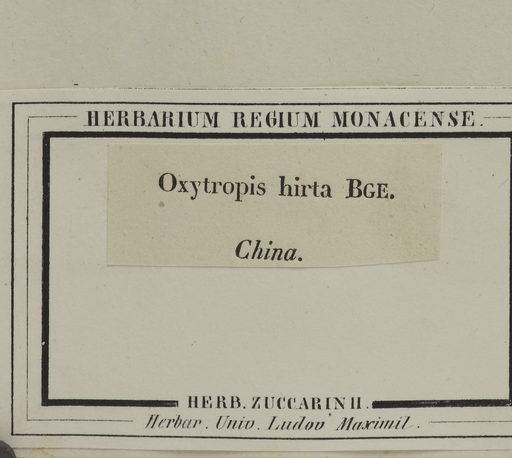 HERBARIUM REGIUM MONACENSE.
Oxytropis hirta BGE.
China.
HERB. ZUCCARINII.
Herbar. Univ. Ludov Maximil.